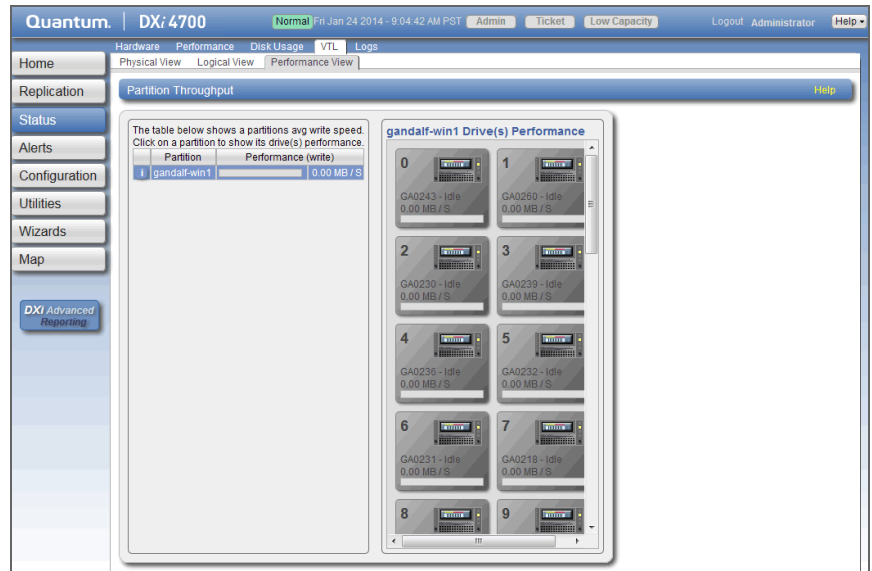 Quantum. DXi 4700 Normal Fri Jan 24 2014 - 9:04:42 AM PST Admin Ticket Low Capacity Logout Administrator Help
Hardware Performance Disk Usage VTL Logs
Physical View Logical View Performance View
Home
Replication
Status
Alerts
Configuration
Utilities
Wizards
Map
DXi Advanced
Reporting
Partition Throughput Help
The table below shows a partitions avg write speed.
Click on a partition to show its drive(s) performance.
Partition Performance (write)
i gandalf-win1 0.00 MB / S
gandalf-win1 Drive(s) Performance
0 1
GA0243 - Idle GA0260 - Idle
0.00 MB / S 0.00 MB / S
2 3
GA0230 - Idle GA0239 - Idle
0.00 MB / S 0.00 MB / S
4 5
GA0236 - Idle GA0232 - Idle
0.00 MB / S 0.00 MB / S
6 7
GA0231 - Idle GA0218 - Idle
0.00 MB / S 0.00 MB / S
8 9